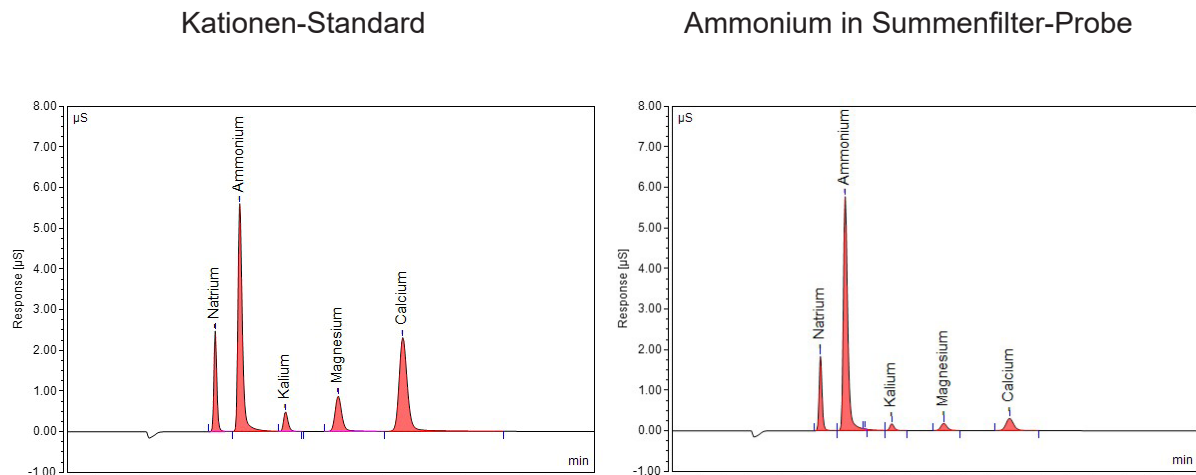 Kationen-Standard
Ammonium in Summenfilter-Probe
8.00
7.00
6.00
5.00
4.00
3.00
2.00
1.00
0.00
-1.00
Response [µS]
µS
Natrium
Ammonium
Kalium
Magnesium
Calcium
min
8.00
7.00
6.00
5.00
4.00
3.00
2.00
1.00
0.00
-1.00
Response [µS]
µS
Natrium
Ammonium
Kalium
Magnesium
Calcium
min